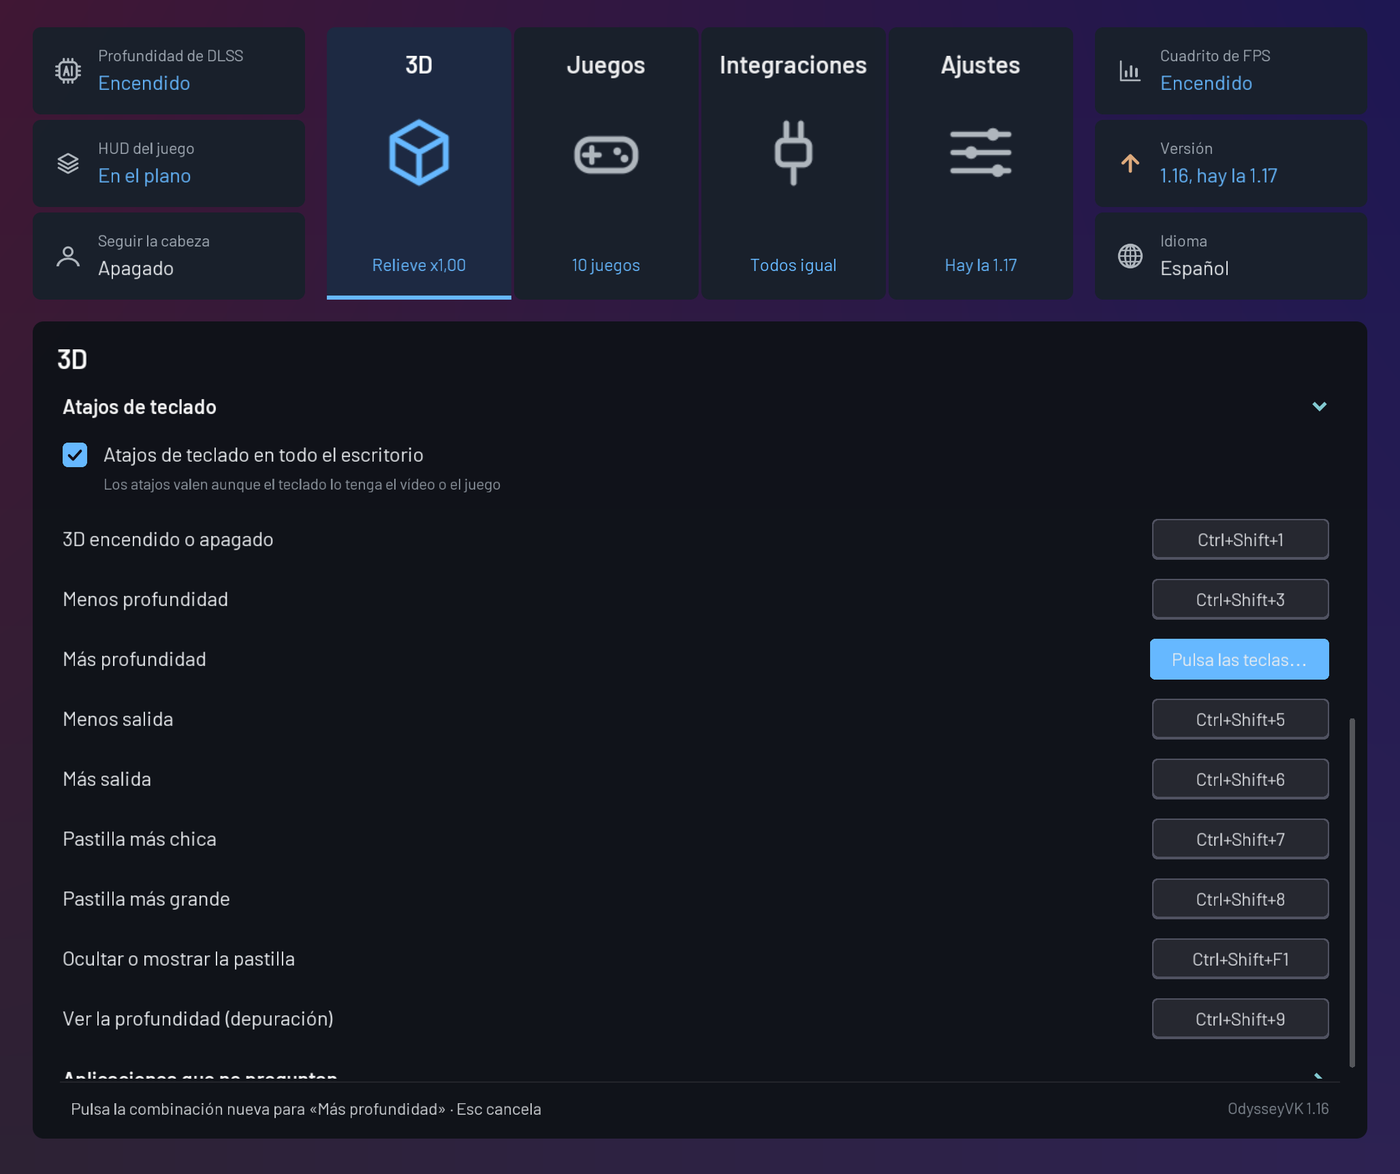 Profundidad de DLSS
Encendido
HUD del juego
En el plano
Seguir la cabeza
Apagado
3D
Relieve x1,00
Juegos
10 juegos
Integraciones
Todos igual
Ajustes
Hay la 1.17
Cuadrito de FPS
Encendido
Versión
1.16, hay la 1.17
Idioma
Español
3D
Atajos de teclado
Atajos de teclado en todo el escritorio
Los atajos valen aunque el teclado lo tenga el vídeo o el juego
3D encendido o apagado Ctrl+Shift+1
Menos profundidad Ctrl+Shift+3
Más profundidad Pulsa las teclas...
Menos salida Ctrl+Shift+5
Más salida Ctrl+Shift+6
Pastilla más chica Ctrl+Shift+7
Pastilla más grande Ctrl+Shift+8
Ocultar o mostrar la pastilla Ctrl+Shift+F1
Ver la profundidad (depuración) Ctrl+Shift+9
Aplicaciones que no preguntan
Pulsa la combinación nueva para «Más profundidad» · Esc cancela OdysseyVK 1.16